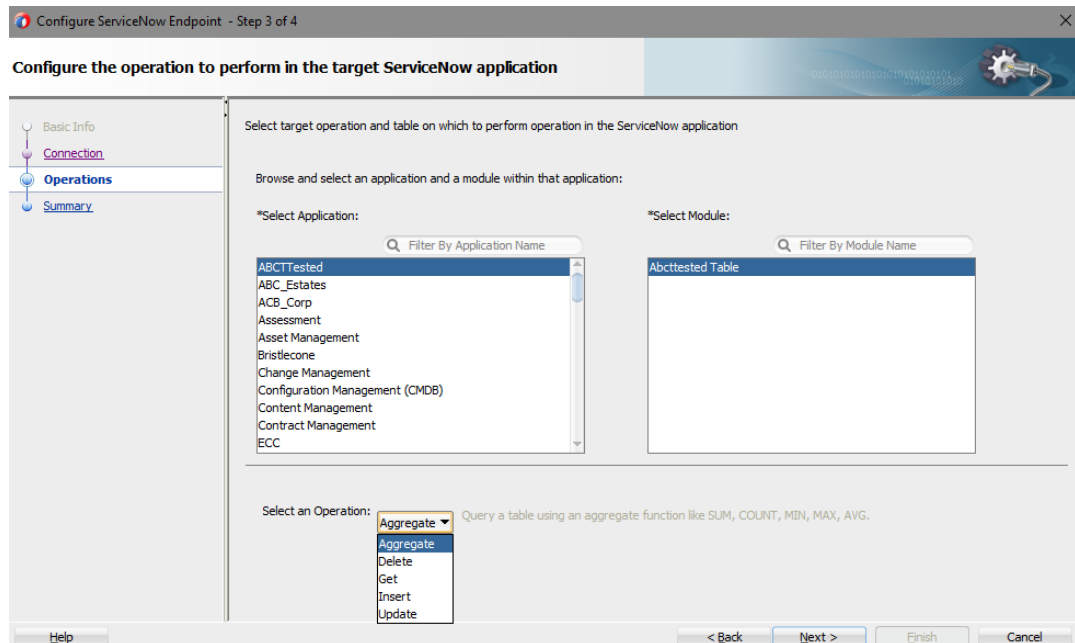 Configure ServiceNow Endpoint - Step 3 of 4
Configure the operation to perform in the target ServiceNow application
Basic Info
Connection
Operations
Summary
Select target operation and table on which to perform operation in the ServiceNow application
Browse and select an application and a module within that application:
*Select Application:
*Select Module:
Filter By Application Name
Filter By Module Name
ABCTTested
ABC_Estates
ACB_Corp
Assessment
Asset Management
Bristlecone
Change Management
Configuration Management (CMDB)
Content Management
Contract Management
ECC
Abcttested Table
Select an Operation:
Aggregate
Query a table using an aggregate function like SUM, COUNT, MIN, MAX, AVG.
Aggregate
Delete
Get
Insert
Update
Help
< Back
Next >
Finish
Cancel